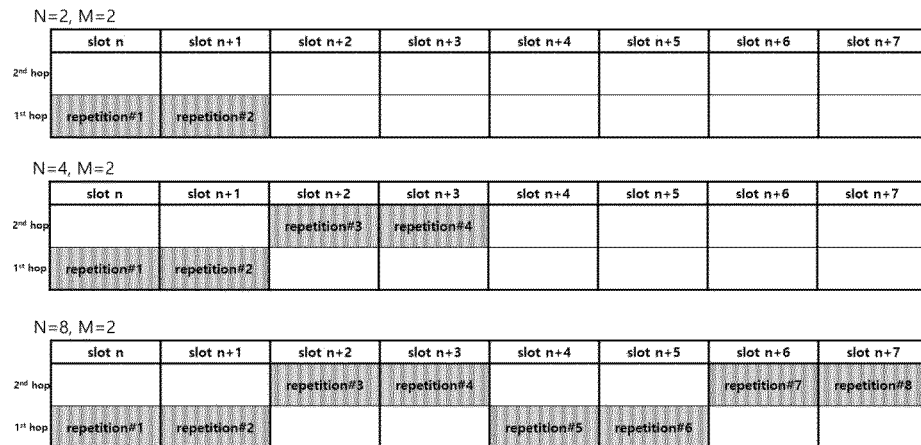 N=2, M=2
slot n slot n+1 slot n+2 slot n+3 slot n+4 slot n+5 slot n+6 slot n+7
2nd hop
1st hop repetition#1 repetition#2
N=4, M=2
slot n slot n+1 slot n+2 slot n+3 slot n+4 slot n+5 slot n+6 slot n+7
2nd hop repetition#3 repetition#4
1st hop repetition#1 repetition#2
N=8, M=2
slot n slot n+1 slot n+2 slot n+3 slot n+4 slot n+5 slot n+6 slot n+7
2nd hop repetition#3 repetition#4 repetition#7 repetition#8
1st hop repetition#1 repetition#2 repetition#5 repetition#6